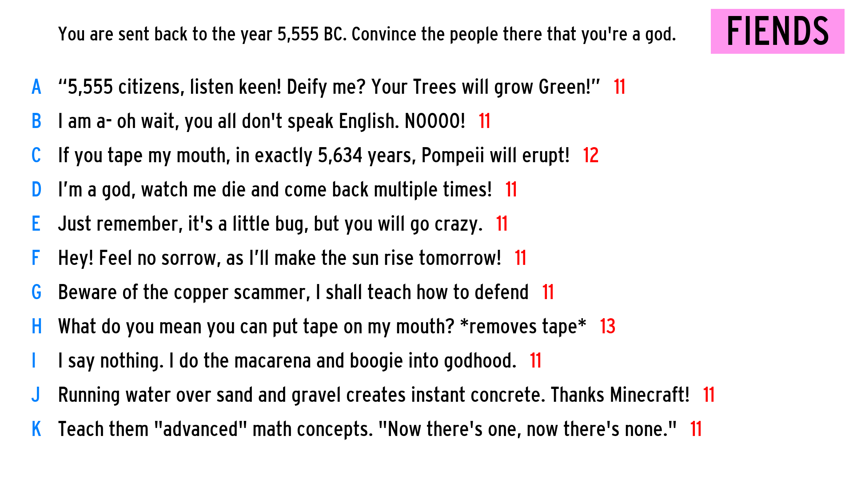 You are sent back to the year 5,555 BC. Convince the people there that you're a god.
FIENDS
A “5,555 citizens, listen keen! Deify me? Your Trees will grow Green!” 11
B I am a- oh wait, you all don't speak English. NOOOO! 11
C If you tape my mouth, in exactly 5,634 years, Pompeii will erupt! 12
D I’m a god, watch me die and come back multiple times! 11
E Just remember, it's a little bug, but you will go crazy. 11
F Hey! Feel no sorrow, as I’ll make the sun rise tomorrow! 11
G Beware of the copper scammer, I shall teach how to defend 11
H What do you mean you can put tape on my mouth? *removes tape* 13
I I say nothing. I do the macarena and boogie into godhood. 11
J Running water over sand and gravel creates instant concrete. Thanks Minecraft! 11
K Teach them "advanced" math concepts. "Now there's one, now there's none." 11